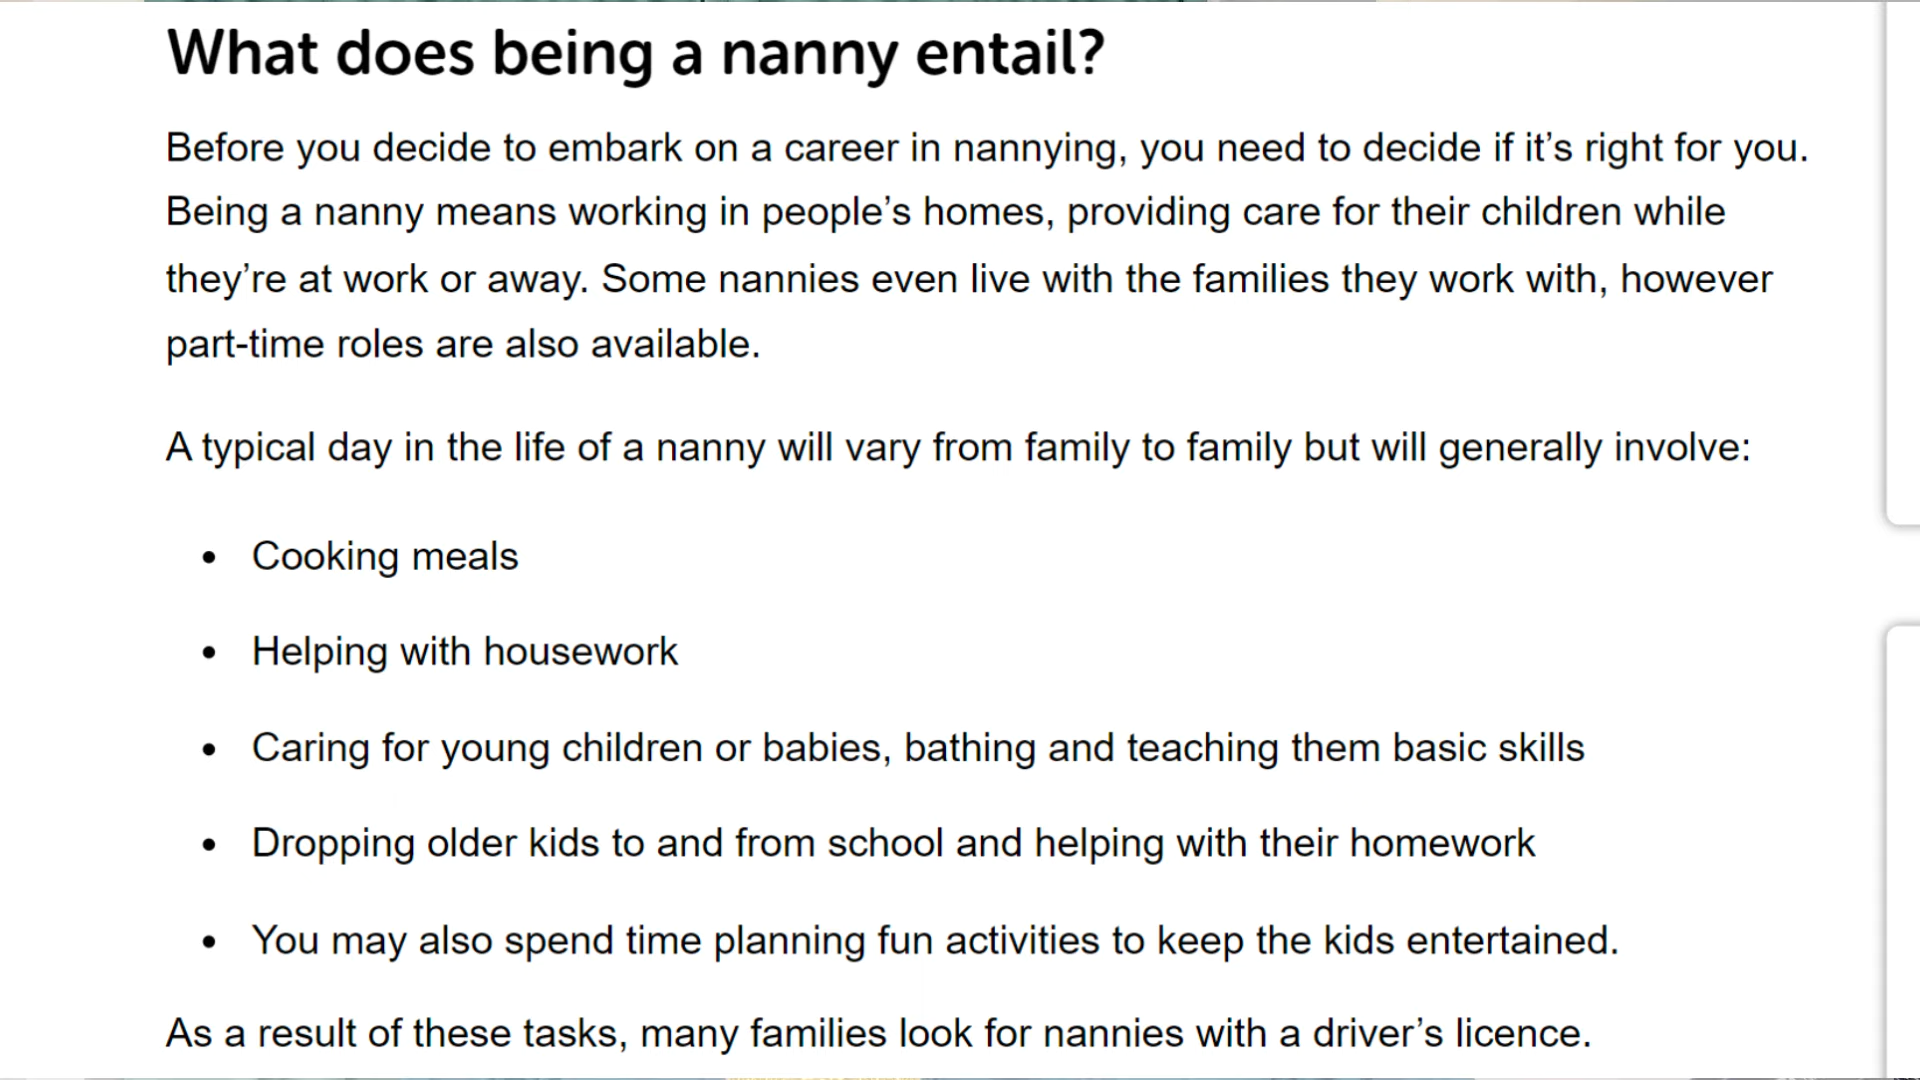 What does being a nanny entail?
Before you decide to embark on a career in nannying, you need to decide if it’s right for you.
Being a nanny means working in people’s homes, providing care for their children while
they’re at work or away. Some nannies even live with the families they work with, however
part-time roles are also available.
A typical day in the life of a nanny will vary from family to family but will generally involve:
• Cooking meals
• Helping with housework
• Caring for young children or babies, bathing and teaching them basic skills
• Dropping older kids to and from school and helping with their homework
• You may also spend time planning fun activities to keep the kids entertained.
As a result of these tasks, many families look for nannies with a driver’s licence.